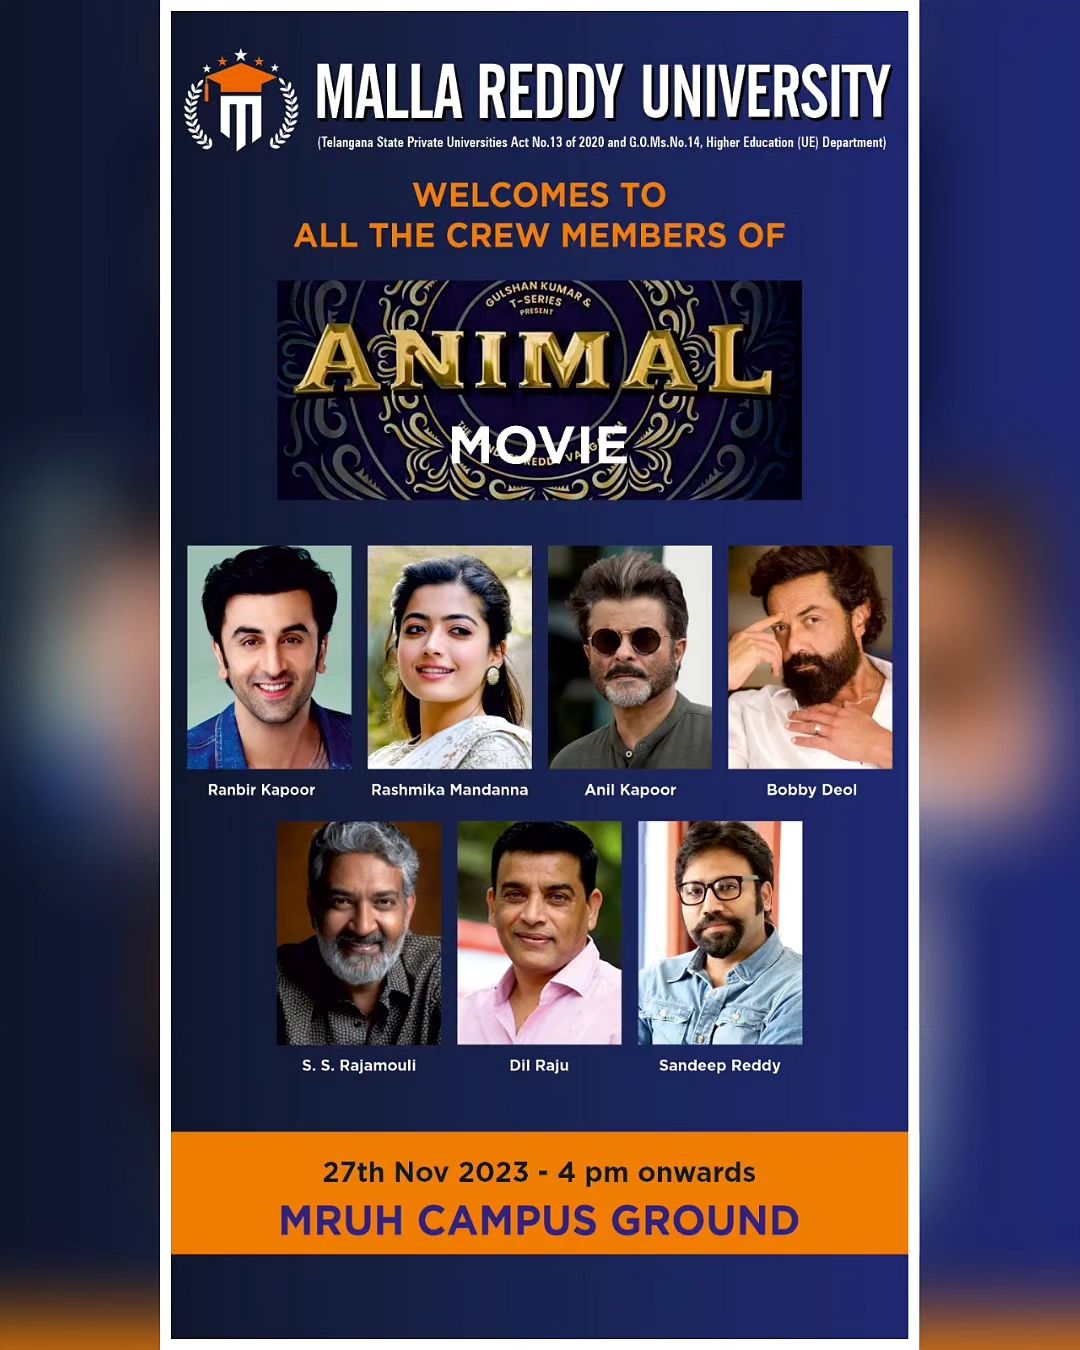 MALLA REDDY UNIVERSITY
(Telangana State Private Universities Act No.13 of 2020 and G.O.Ms.No.14, Higher Education (UE) Department)
WELCOMES TO
ALL THE CREW MEMBERS OF
GULSHAN KUMAR &
T-SERIES
PRESENT
ANIMAL
MOVIE
REDDY
Ranbir Kapoor
Rashmika Mandanna
Anil Kapoor
Bobby Deol
S. S. Rajamouli
Dil Raju
Sandeep Reddy
27th Nov 2023 - 4 pm onwards
MRUH CAMPUS GROUND